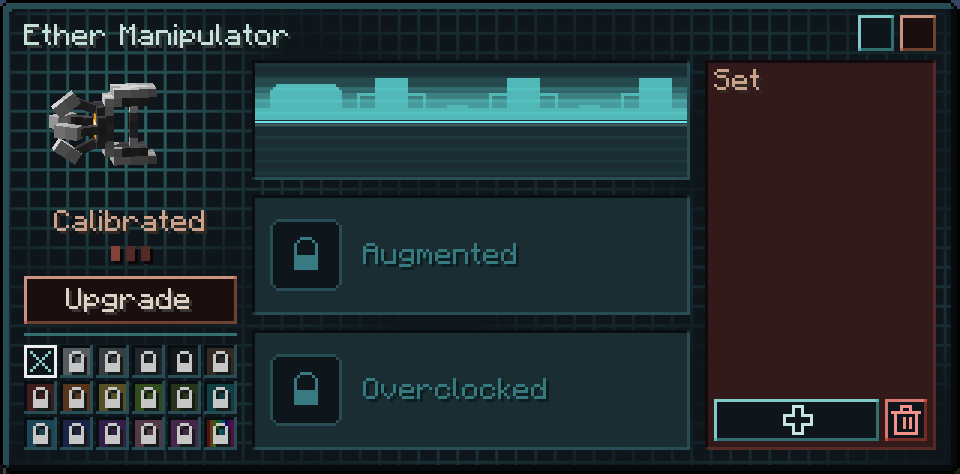 Ether Manipulator
Set
Calibrated
Augmented
Upgrade
Overclocked